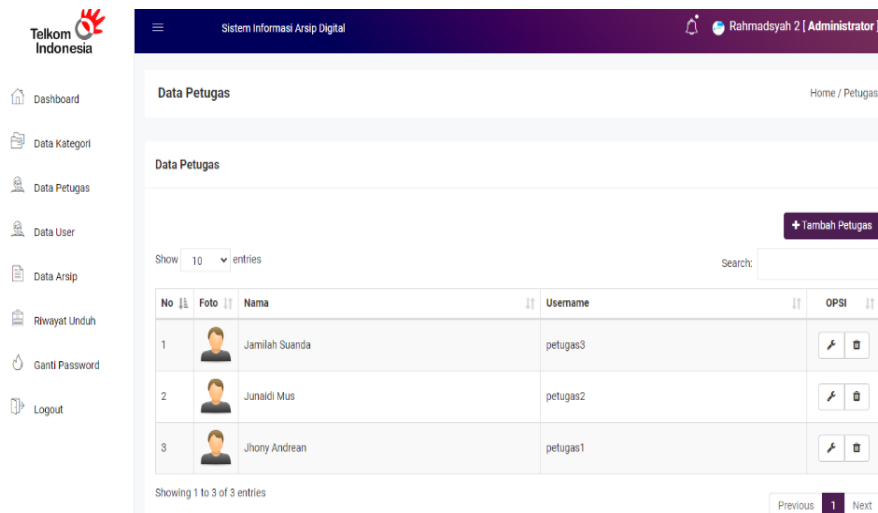 Telkom
Indonesia
Sistem Informasi Arsip Digital
Rahmadsyah 2 [ Administrator ]
Dashboard
Data Kategori
Data Petugas
Data User
Data Arsip
Riwayat Unduh
Ganti Password
Logout
Data Petugas
Home / Petugas
Data Petugas
+ Tambah Petugas
Show 10 entries
Search:
No Foto Nama Username OPSI
1 Jamilah Suanda petugas3
2 Junaidi Mus petugas2
3 Jhony Andrean petugas1
Showing 1 to 3 of 3 entries
Previous 1 Next